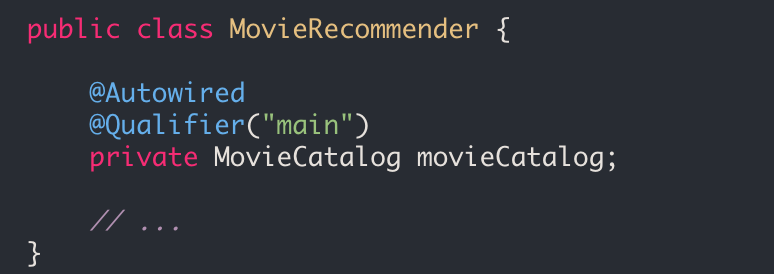 public class MovieRecommender {
@Autowired
@Qualifier("main")
private MovieCatalog movieCatalog;
// ...
}